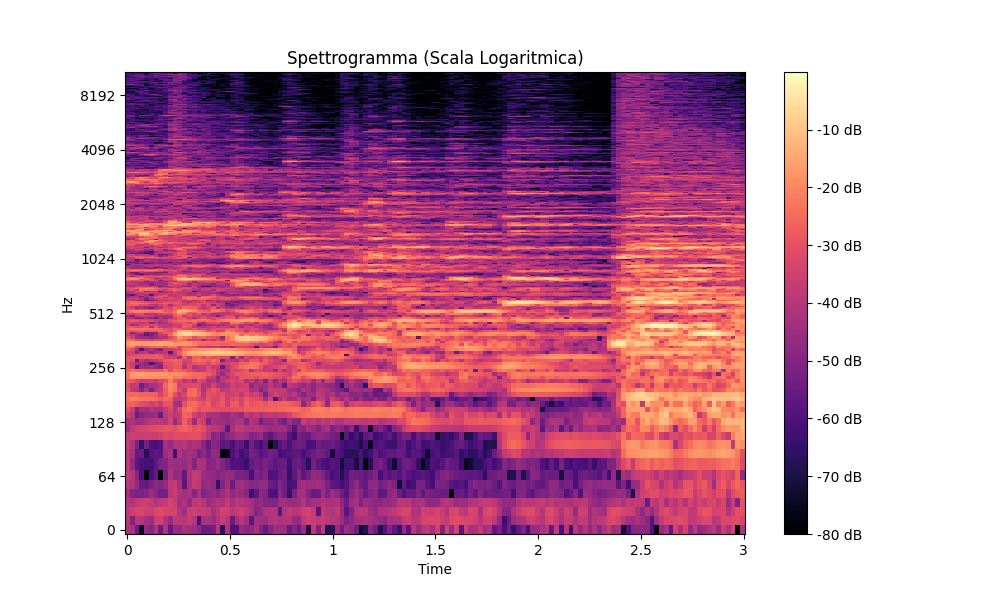 Spettrogramma (Scala Logaritmica)
Hz
8192
4096
2048
1024
512
256
128
64
0
0
0.5
1
1.5
2
2.5
3
Time
-10 dB
-20 dB
-30 dB
-40 dB
-50 dB
-60 dB
-70 dB
-80 dB